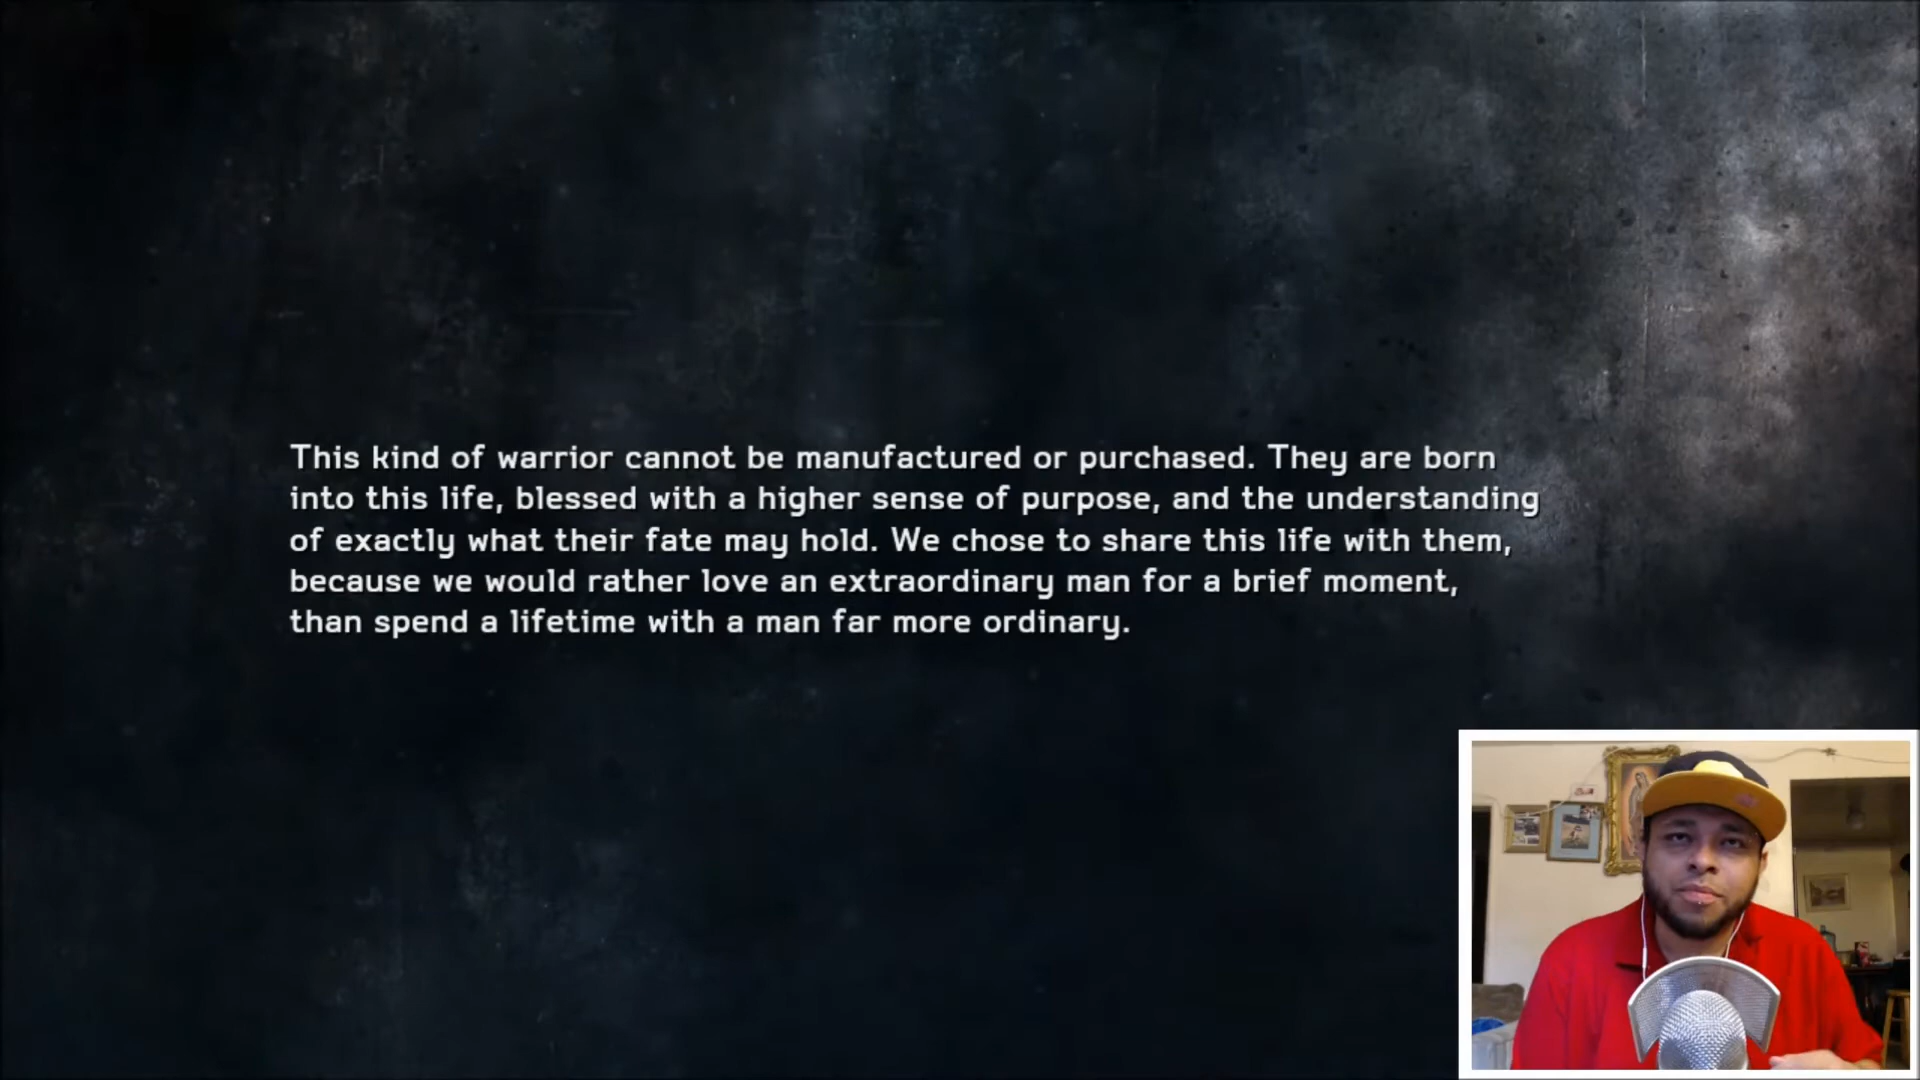 This kind of warrior cannot be manufactured or purchased. They are born
into this life, blessed with a higher sense of purpose, and the understanding
of exactly what their fate may hold. We chose to share this life with them,
because we would rather love an extraordinary man for a brief moment,
than spend a lifetime with a man far more ordinary.